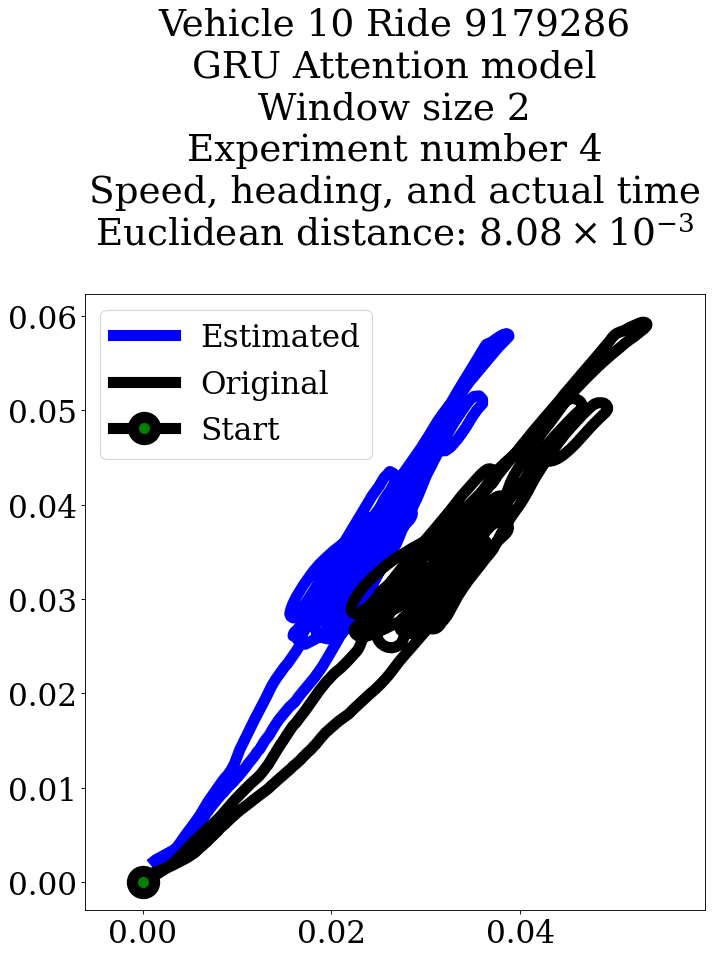 Vehicle 10 Ride 9179286
GRU Attention model
Window size 2
Experiment number 4
Speed, heading, and actual time
Euclidean distance: 8.08 × 10⁻³
Estimated
Original
Start
0.06
0.05
0.04
0.03
0.02
0.01
0.00
0.00 0.02 0.04